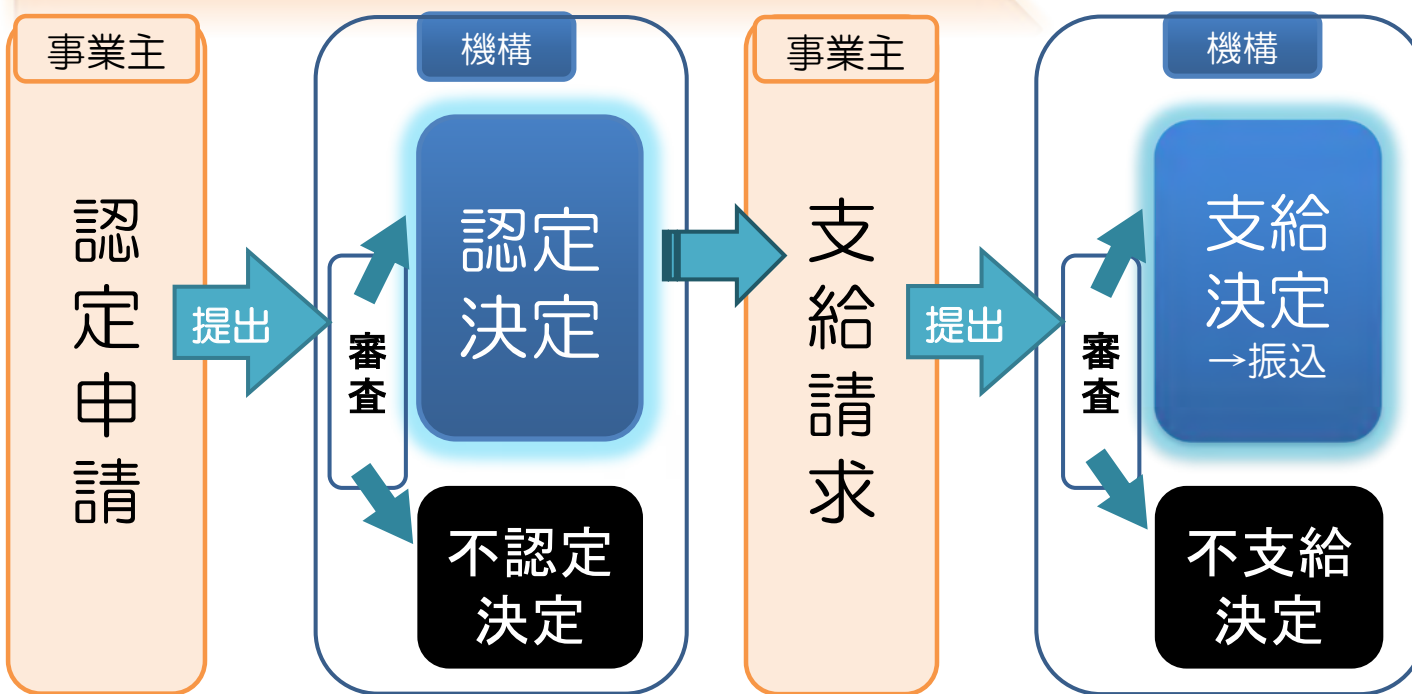 事業主
認定申請
提出
機構
審査
認定
決定
不認定
決定
事業主
支給請求
提出
機構
審査
支給
決定
→振込
不支給
決定